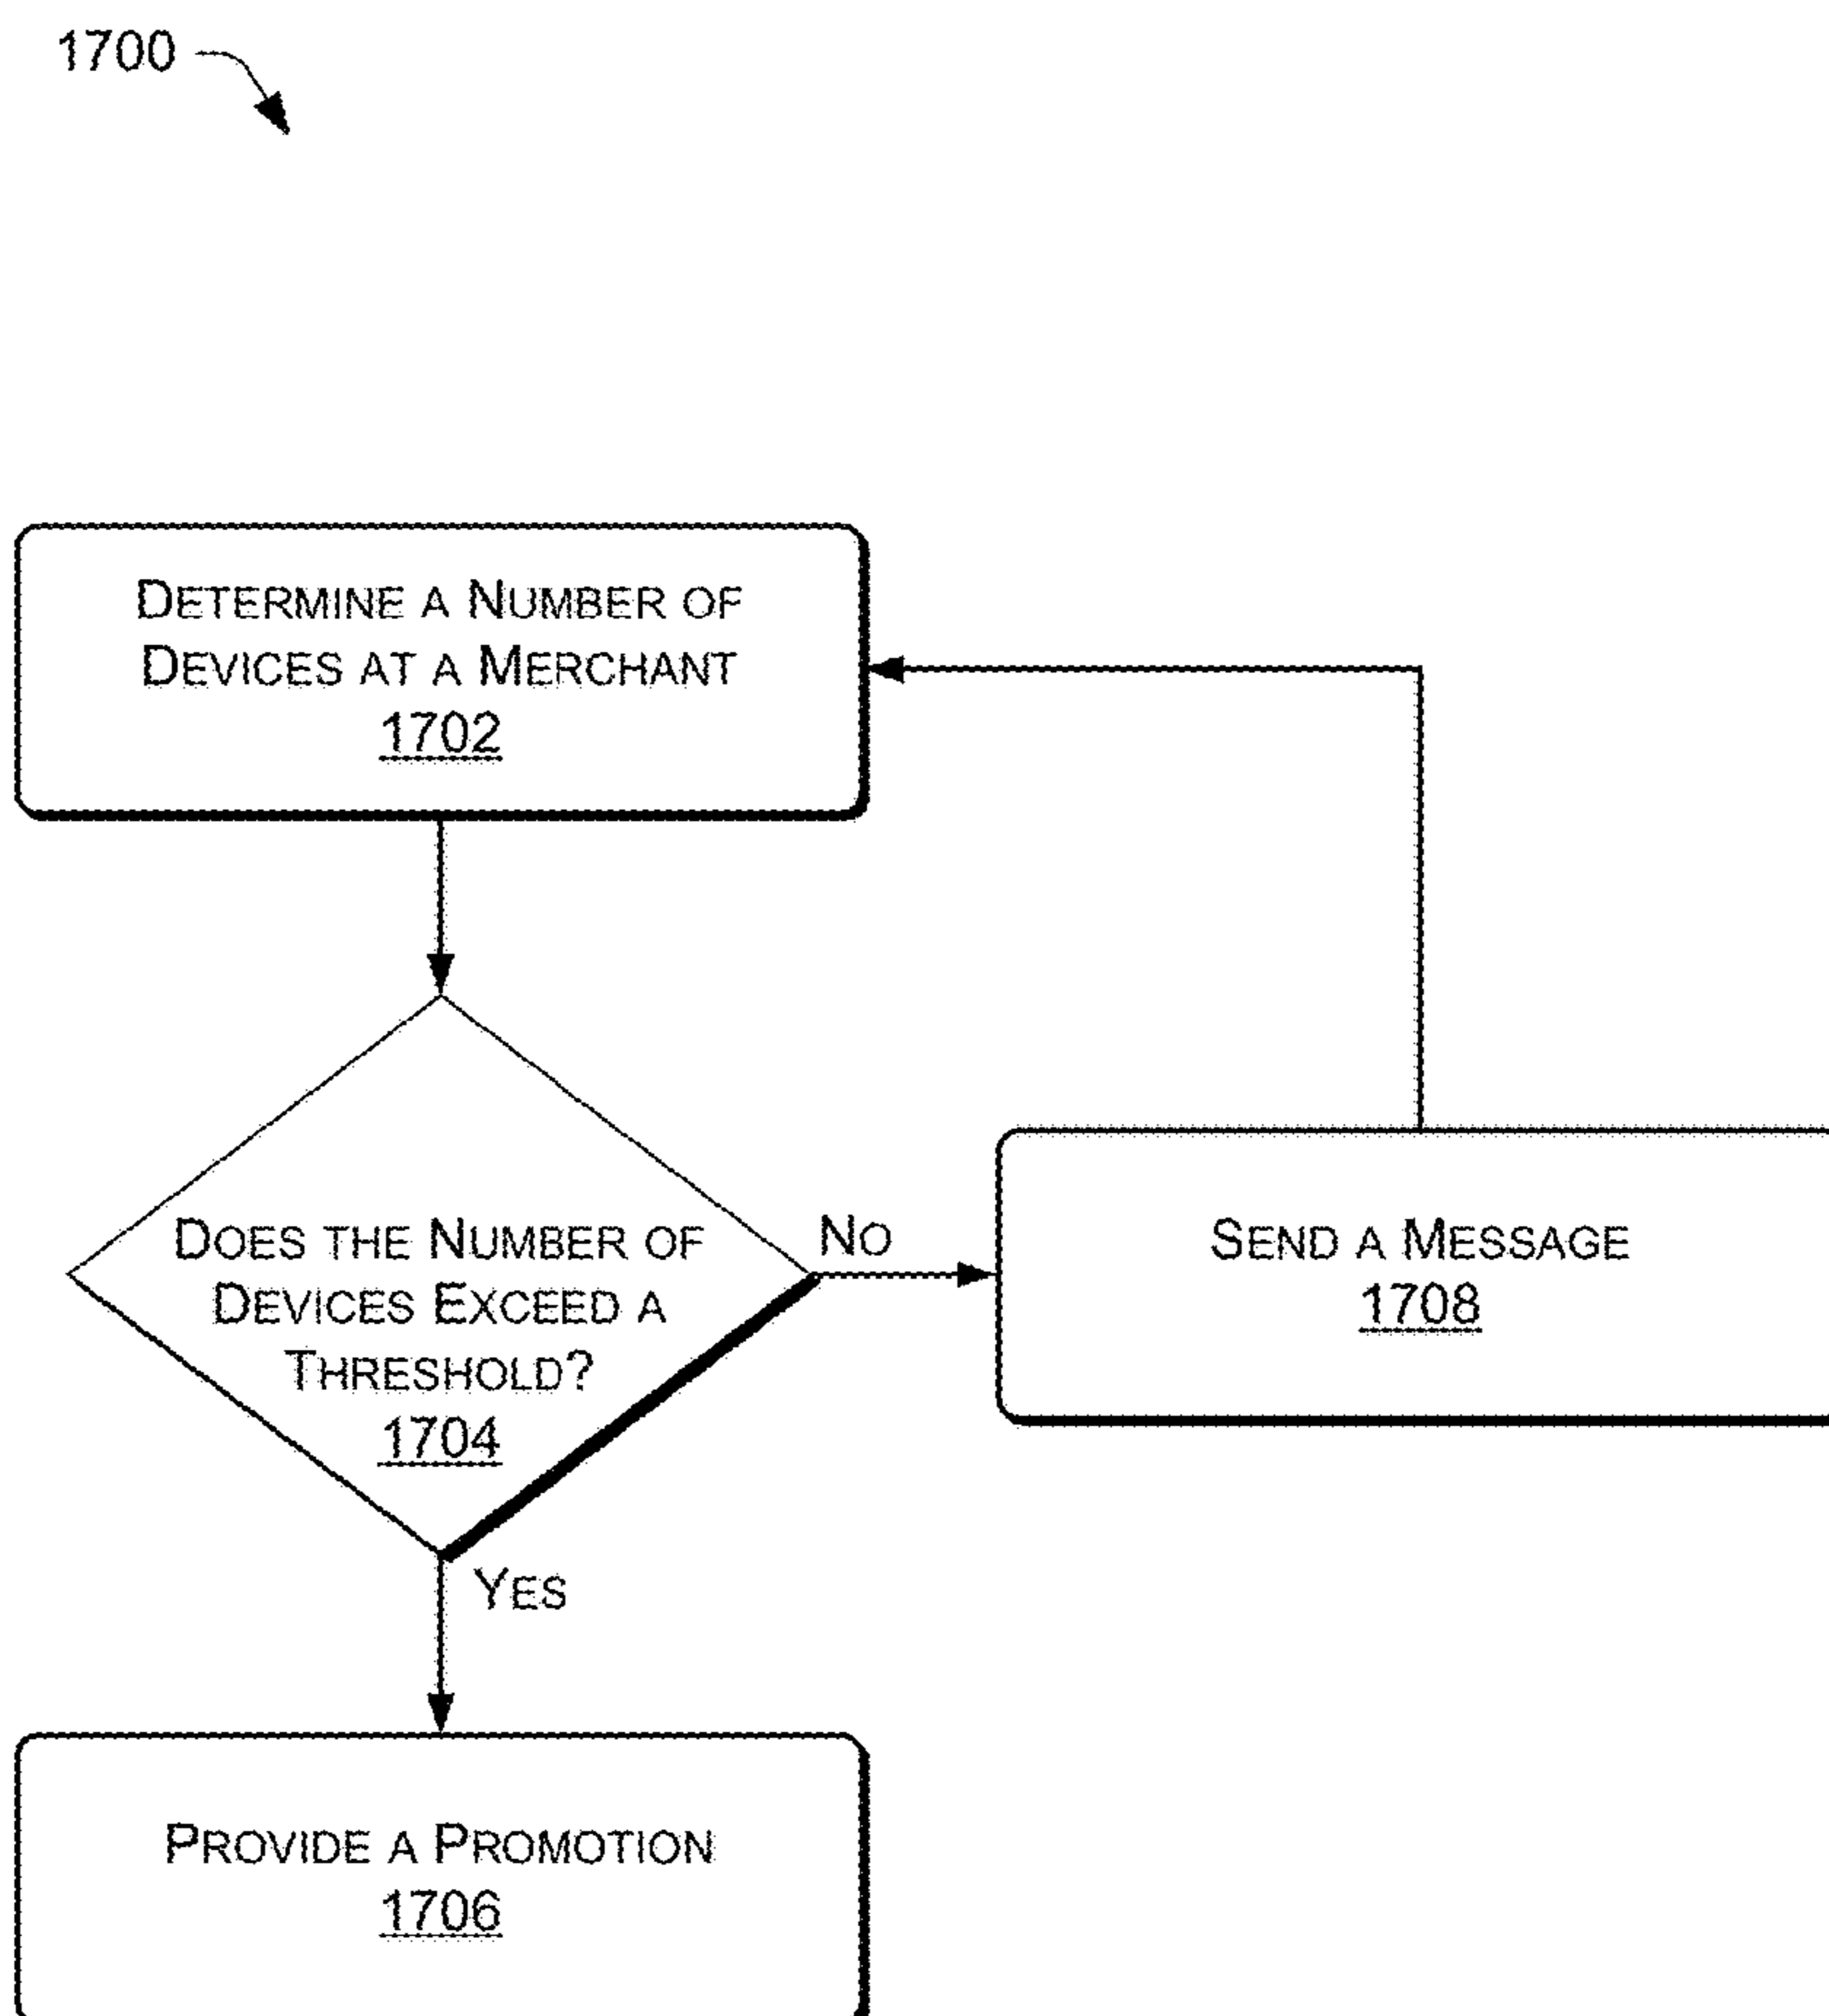 1700
DETERMINE A NUMBER OF
DEVICES AT A MERCHANT
1702
DOES THE NUMBER OF
DEVICES EXCEED A
THRESHOLD?
1704
NO
SEND A MESSAGE
1708
YES
PROVIDE A PROMOTION
1706